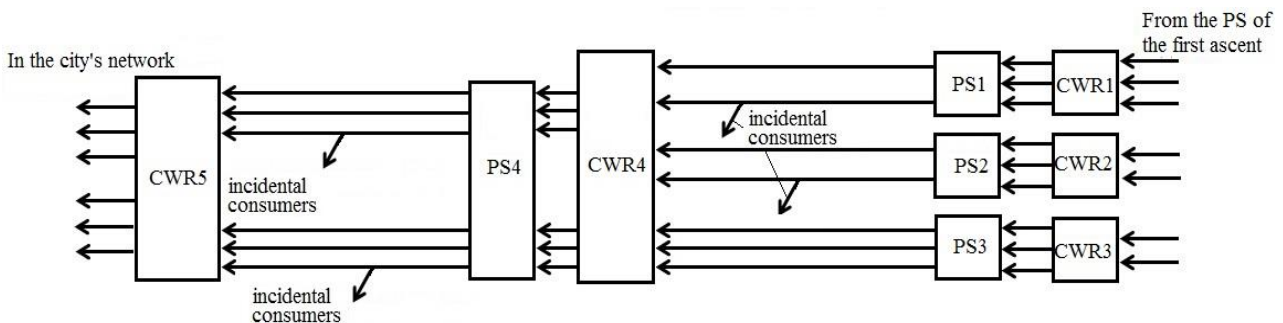 In the city's network
CWR5
incidental
consumers
incidental
consumers
PS4
CWR4
incidental
consumers
PS1
PS2
PS3
CWR1
CWR2
CWR3
From the PS of
the first ascent